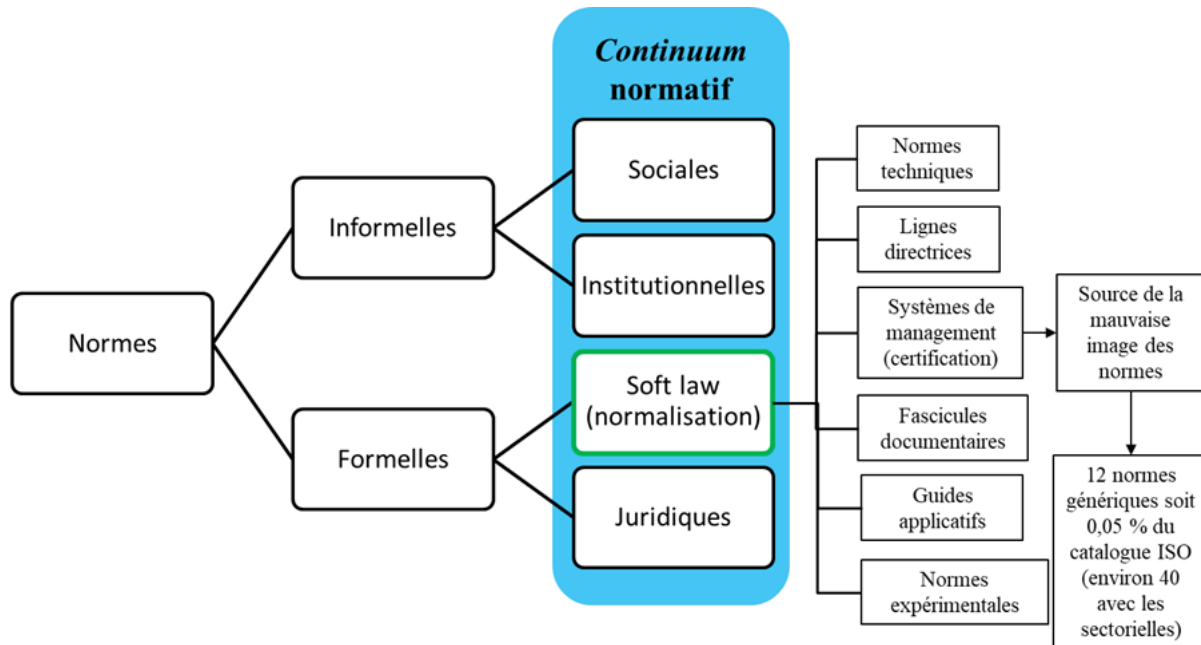 Continuum
normatif
Normes
Informelles
Formelles
Sociales
Institutionnelles
Soft law
(normalisation)
Juridiques
Normes
techniques
Lignes
directrices
Systèmes de
management
(certification)
Fascicules
documentaires
Guides
applicatifs
Normes
expérimentales
Source de la
mauvaise
image des
normes
12 normes
génériques soit
0,05 % du
catalogue ISO
(environ 40
avec les
sectorielles)